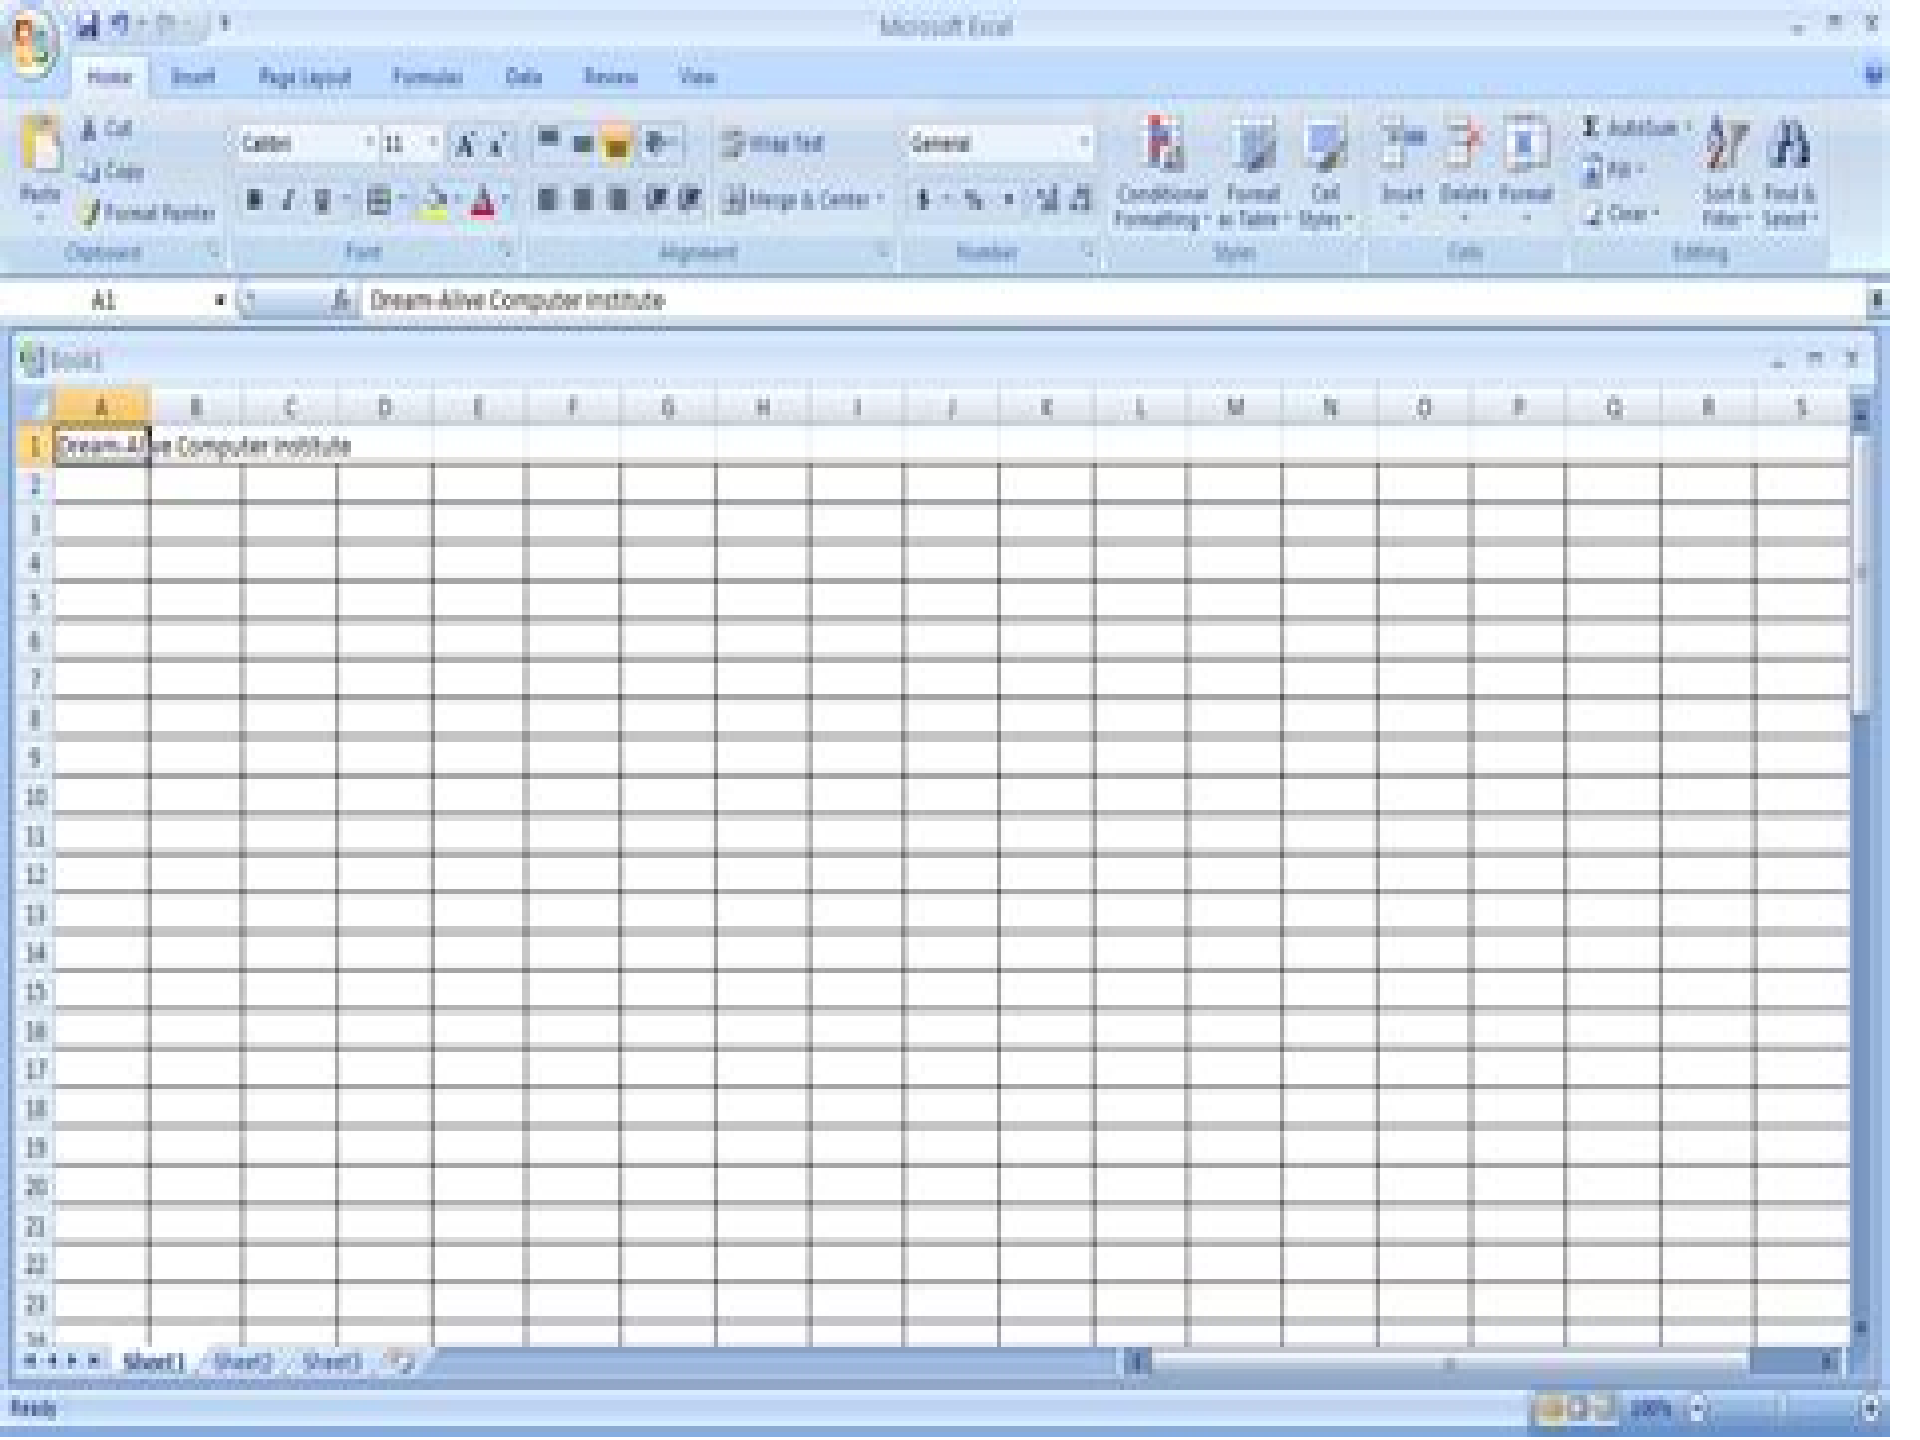 Microsoft Excel
Home Insert Page Layout Formulas Data Review View
Cut
Copy
Paste
Format Painter
Calibri 11
Wrap Text
Merge & Center
General
$ %
Conditional Formatting
Format as Table
Cell Styles
Insert Delete Format
Σ AutoSum
Fill
Clear
Sort & Filter
Find & Select
Clipboard Font Alignment Number Styles Cells Editing
A1 fx Dream-Alive Computer Institute
Book1
A B C D E F G H I J K L M N O P Q R S
1 Dream-Alive Computer Institute
2
3
4
5
6
7
8
9
10
11
12
13
14
15
16
17
18
19
20
21
22
23
24
Sheet1 Sheet2 Sheet3
Ready 100%